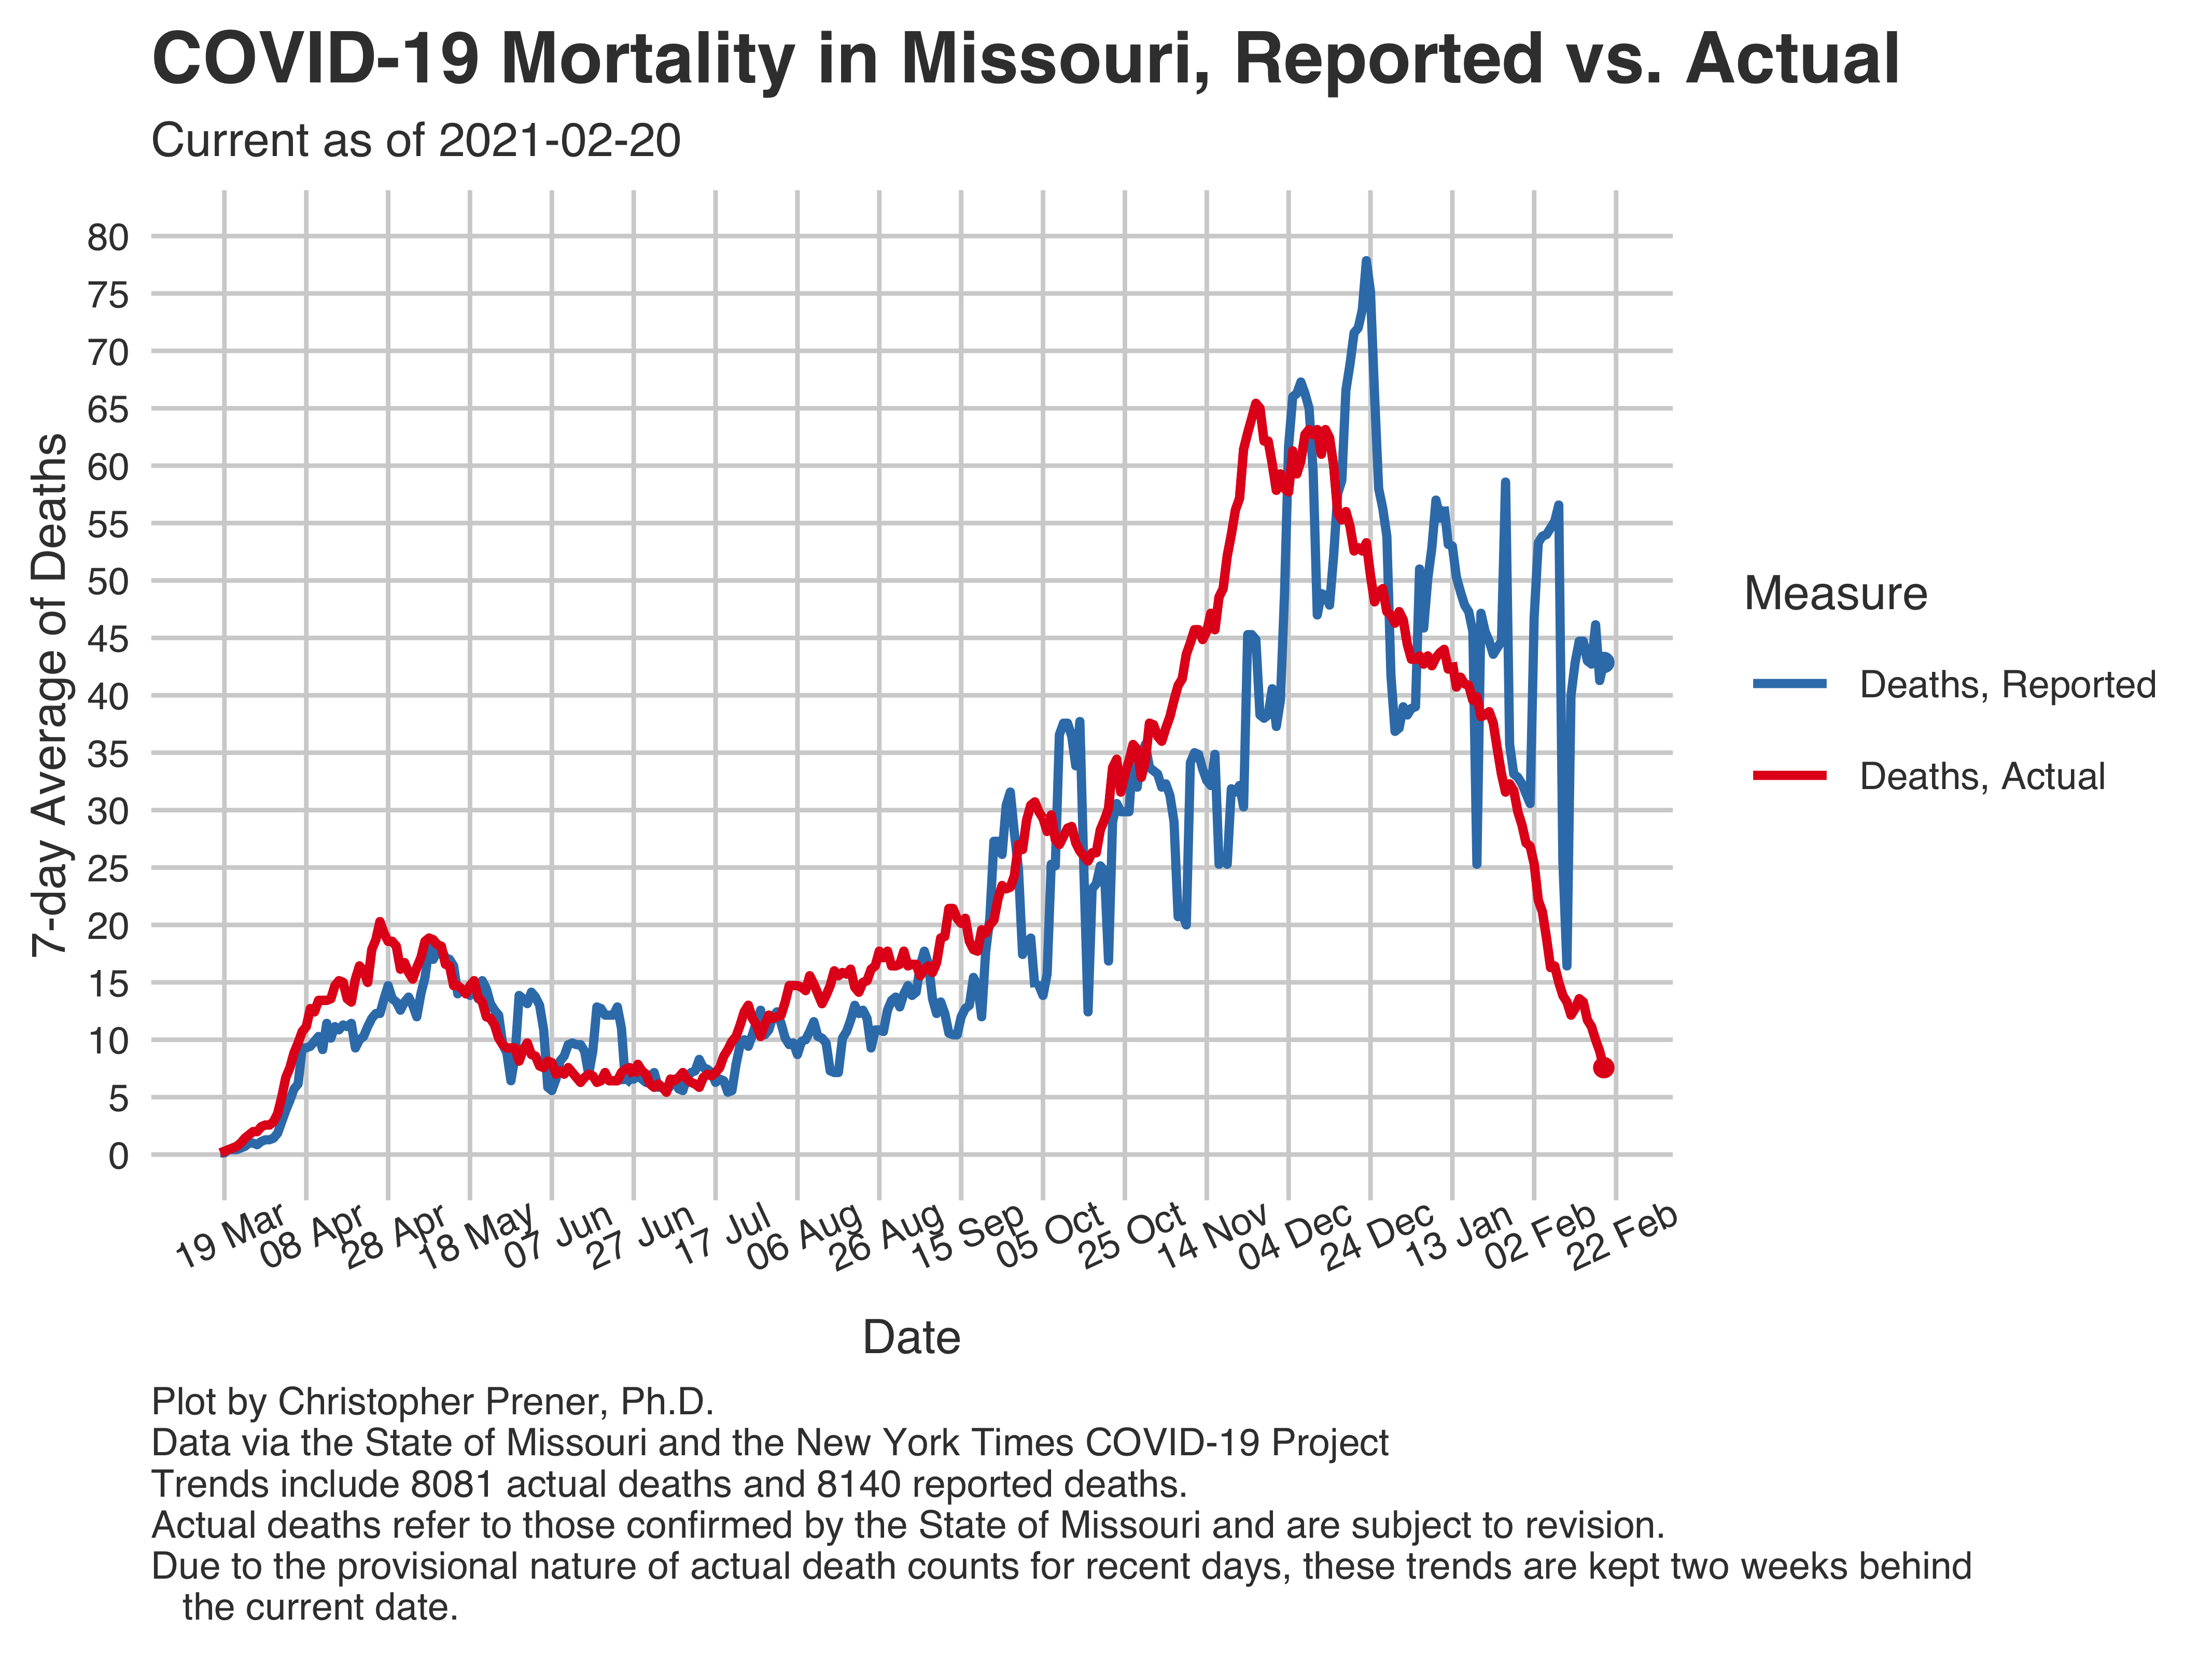 COVID-19 Mortality in Missouri, Reported vs. Actual
Current as of 2021-02-20
80
75
70
65
60
55
50
45
40
35
30
25
20
15
10
5
0
7-day Average of Deaths
19 Mar
08 Apr
28 Apr
18 May
07 Jun
27 Jun
17 Jul
06 Aug
26 Aug
15 Sep
05 Oct
25 Oct
14 Nov
04 Dec
24 Dec
13 Jan
02 Feb
22 Feb
Date
Measure
Deaths, Reported
Deaths, Actual
Plot by Christopher Prener, Ph.D.
Data via the State of Missouri and the New York Times COVID-19 Project
Trends include 8081 actual deaths and 8140 reported deaths.
Actual deaths refer to those confirmed by the State of Missouri and are subject to revision.
Due to the provisional nature of actual death counts for recent days, these trends are kept two weeks behind
the current date.